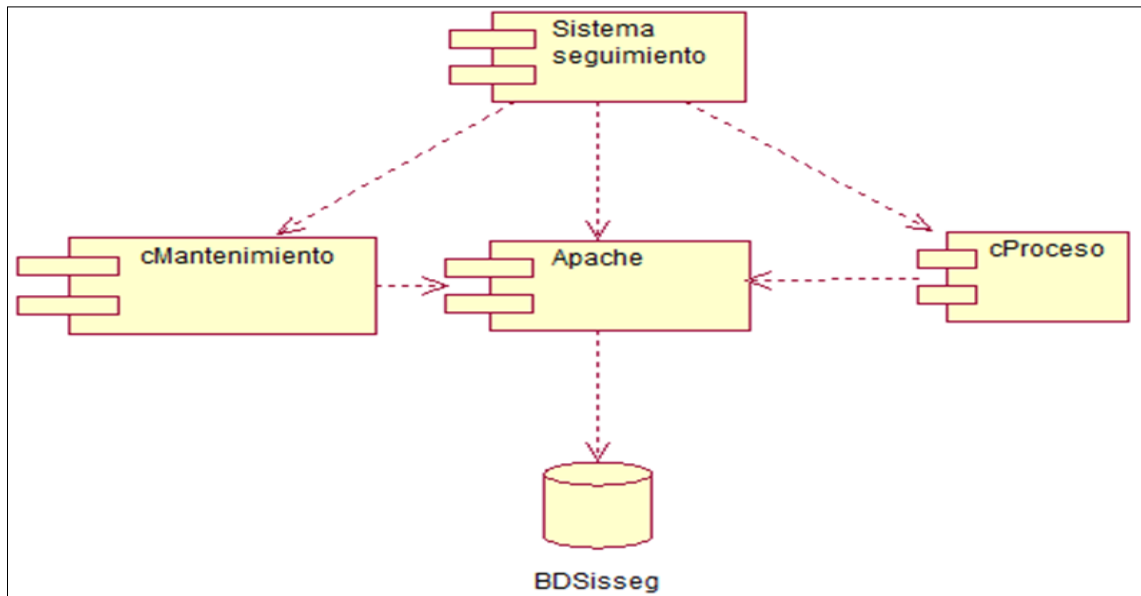 Sistema
seguimiento
cMantenimiento
Apache
cProceso
BDSisseg